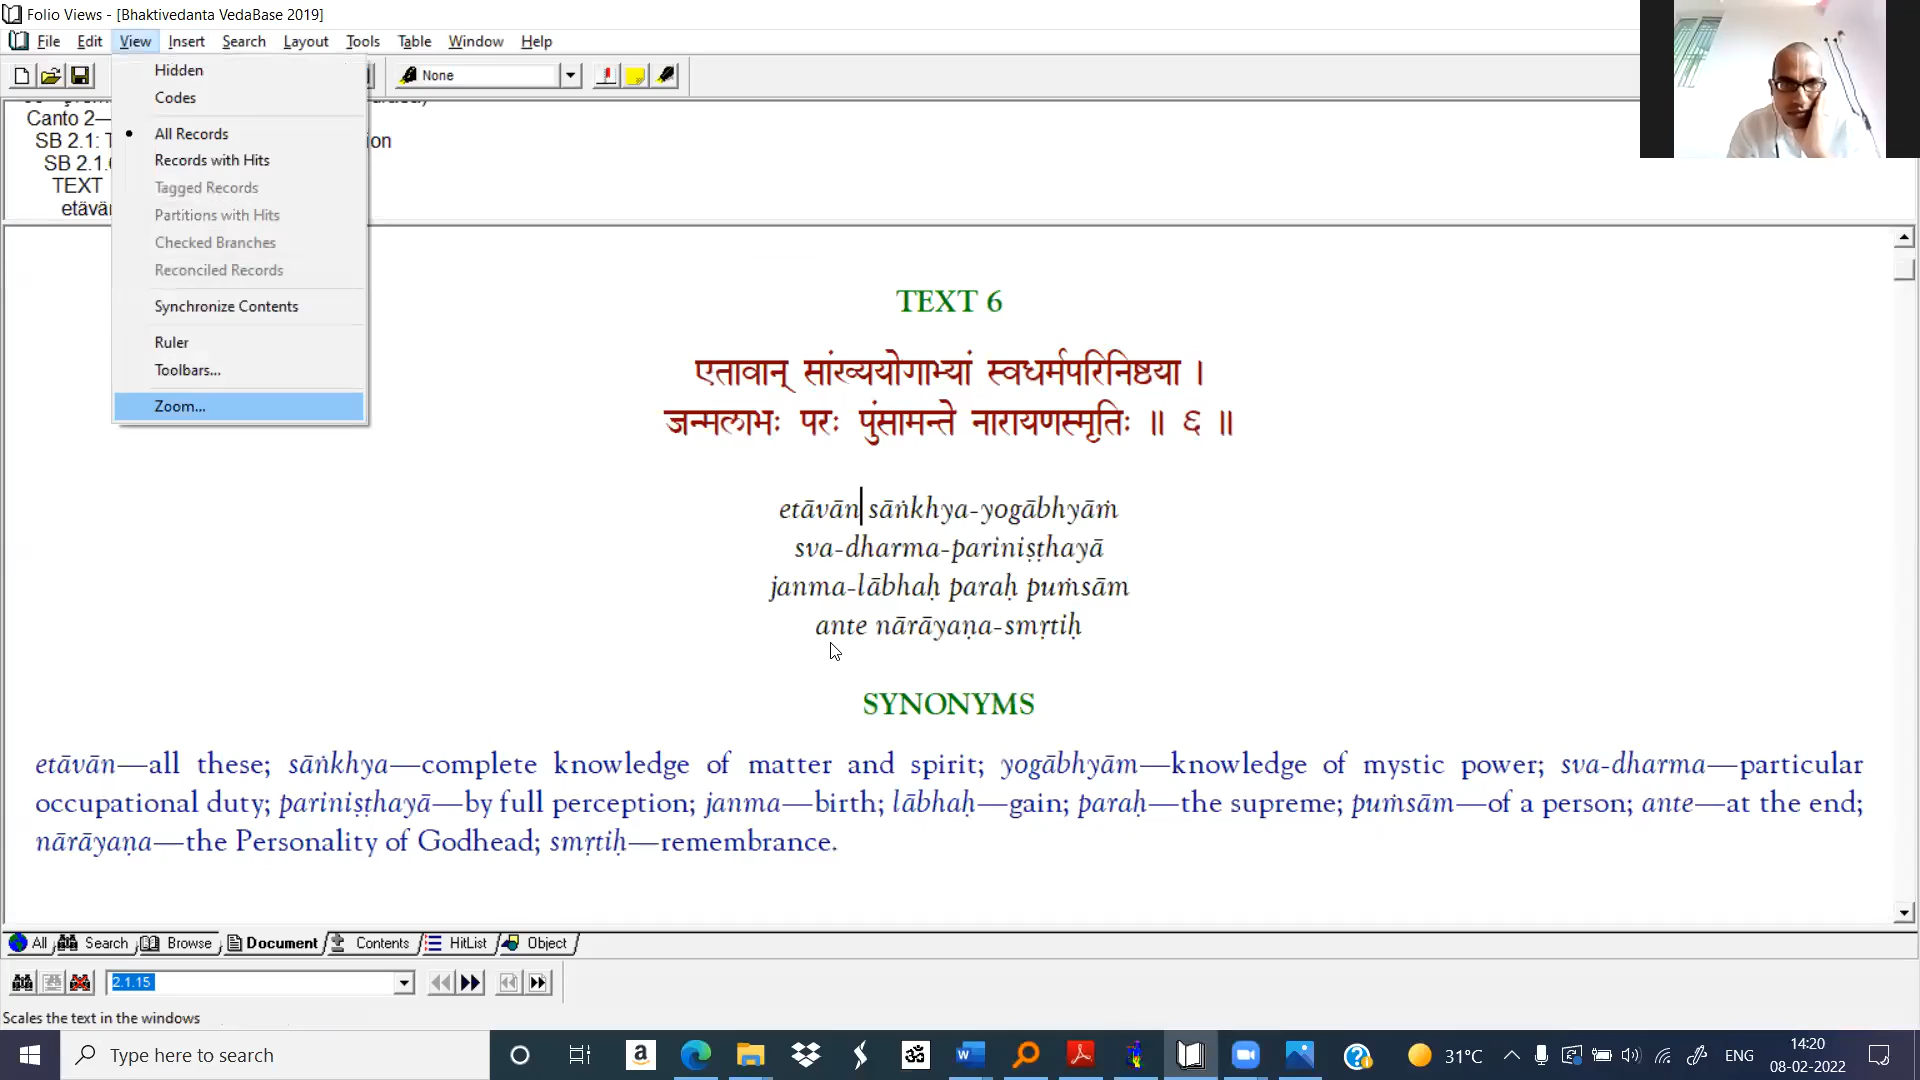 Folio Views - [Bhaktivedanta VedaBase 2019]
File Edit View Insert Search Layout Tools Table Window Help
None
Hidden
Codes
All Records
Records with Hits
Tagged Records
Partitions with Hits
Checked Branches
Reconciled Records
Synchronize Contents
Ruler
Toolbars...
Zoom...
Canto 2—
SB 2.1: ion
TEXT
TEXT 6
एतावान् सांख्ययोगाभ्यां स्वधर्मपरिनिष्ठया ।
जन्मलाभः परः पुंसामन्ते नारायणस्मृतिः ॥ ६ ॥
etāvān sāṅkhya-yogābhyāṁ
sva-dharma-pariniṣṭhayā
janma-lābhaḥ paraḥ puṁsām
ante nārāyaṇa-smṛtiḥ
SYNONYMS
etāvān—all these; sāṅkhya—complete knowledge of matter and spirit; yogābhyām—knowledge of mystic power; sva-dharma—particular
occupational duty; pariniṣṭhayā—by full perception; janma—birth; lābhaḥ—gain; paraḥ—the supreme; puṁsām—of a person; ante—at the end;
nārāyaṇa—the Personality of Godhead; smṛtiḥ—remembrance.
All Search Browse Document Contents HitList Object
2.1.15
Scales the text in the windows
Type here to search
31°C ENG
14:20
08-02-2022